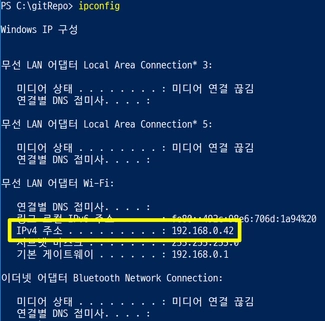 PS C:\gitRepo> ipconfig
Windows IP 구성
무선 LAN 어댑터 Local Area Connection* 3:
미디어 상태 . . . . . . . . : 미디어 연결 끊김
연결별 DNS 접미사. . . . :
무선 LAN 어댑터 Local Area Connection* 5:
미디어 상태 . . . . . . . . : 미디어 연결 끊김
연결별 DNS 접미사. . . . :
무선 LAN 어댑터 Wi-Fi:
연결별 DNS 접미사. . . . :
링크-로컬 IPv6 주소
IPv4 주소 . . . . . . . . . : 192.168.0.42
서브넷 마스크 . . . . . . . : 255.255.255.0
기본 게이트웨이 . . . . . . : 192.168.0.1
이더넷 어댑터 Bluetooth Network Connection:
미디어 상태 . . . . . . . . : 미디어 연결 끊김
연결별 DNS 접미사. . . . :